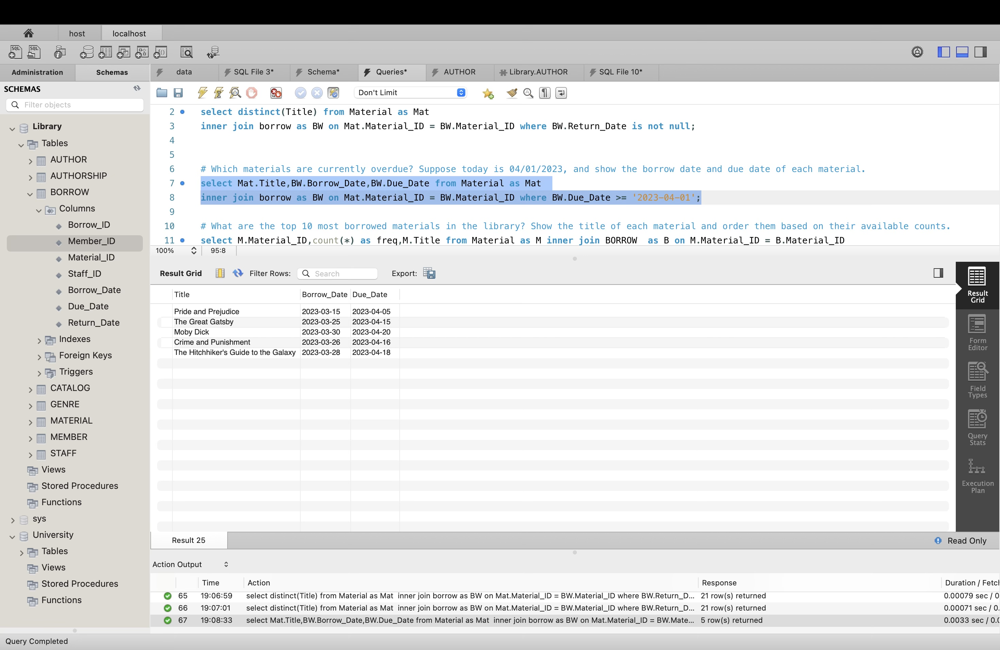 host
localhost
Administration
Schemas
data
SQL File 3*
Schema*
Queries*
AUTHOR
Library.AUTHOR
SQL File 10*
SCHEMAS
Filter objects
Don't Limit
Library
Tables
AUTHOR
AUTHORSHIP
BORROW
Columns
Borrow_ID
Member_ID
Material_ID
Staff_ID
Borrow_Date
Due_Date
Return_Date
Indexes
Foreign Keys
Triggers
CATALOG
GENRE
MATERIAL
MEMBER
STAFF
Views
Stored Procedures
Functions
sys
University
Tables
Views
Stored Procedures
Functions
2 select distinct(Title) from Material as Mat
3 inner join borrow as BW on Mat.Material_ID = BW.Material_ID where BW.Return_Date is not null;
4
5
6 # Which materials are currently overdue? Suppose today is 04/01/2023, and show the borrow date and due date of each material.
7 select Mat.Title,BW.Borrow_Date,BW.Due_Date from Material as Mat
8 inner join borrow as BW on Mat.Material_ID = BW.Material_ID where BW.Due_Date >= '2023-04-01';
9
10 # What are the top 10 most borrowed materials in the library? Show the title of each material and order them based on their available counts.
11 select M.Material_ID,count(*) as freq,M.Title from Material as M inner join BORROW  as B on M.Material_ID = B.Material_ID
100% 95:8
Result Grid Filter Rows: Search Export:
Title Borrow_Date Due_Date
Pride and Prejudice 2023-03-15 2023-04-05
The Great Gatsby 2023-03-25 2023-04-15
Moby Dick 2023-03-30 2023-04-20
Crime and Punishment 2023-03-26 2023-04-16
The Hitchhiker's Guide to the Galaxy 2023-03-28 2023-04-18
Result
Grid
Form
Editor
Field
Types
Query
Stats
Execution
Plan
Result 25
Read Only
Action Output
Time Action Response Duration / Fetch
65 19:06:59 select distinct(Title) from Material as Mat  inner join borrow as BW on Mat.Material_ID = BW.Material_ID where BW.Return_D... 21 row(s) returned 0.00079 sec / 0
66 19:07:01 select distinct(Title) from Material as Mat  inner join borrow as BW on Mat.Material_ID = BW.Material_ID where BW.Return_D... 21 row(s) returned 0.00071 sec / 0.
67 19:08:33 select Mat.Title,BW.Borrow_Date,BW.Due_Date from Material as Mat  inner join borrow as BW on Mat.Material_ID = BW.Mate... 5 row(s) returned 0.0033 sec / 0.0
Query Completed